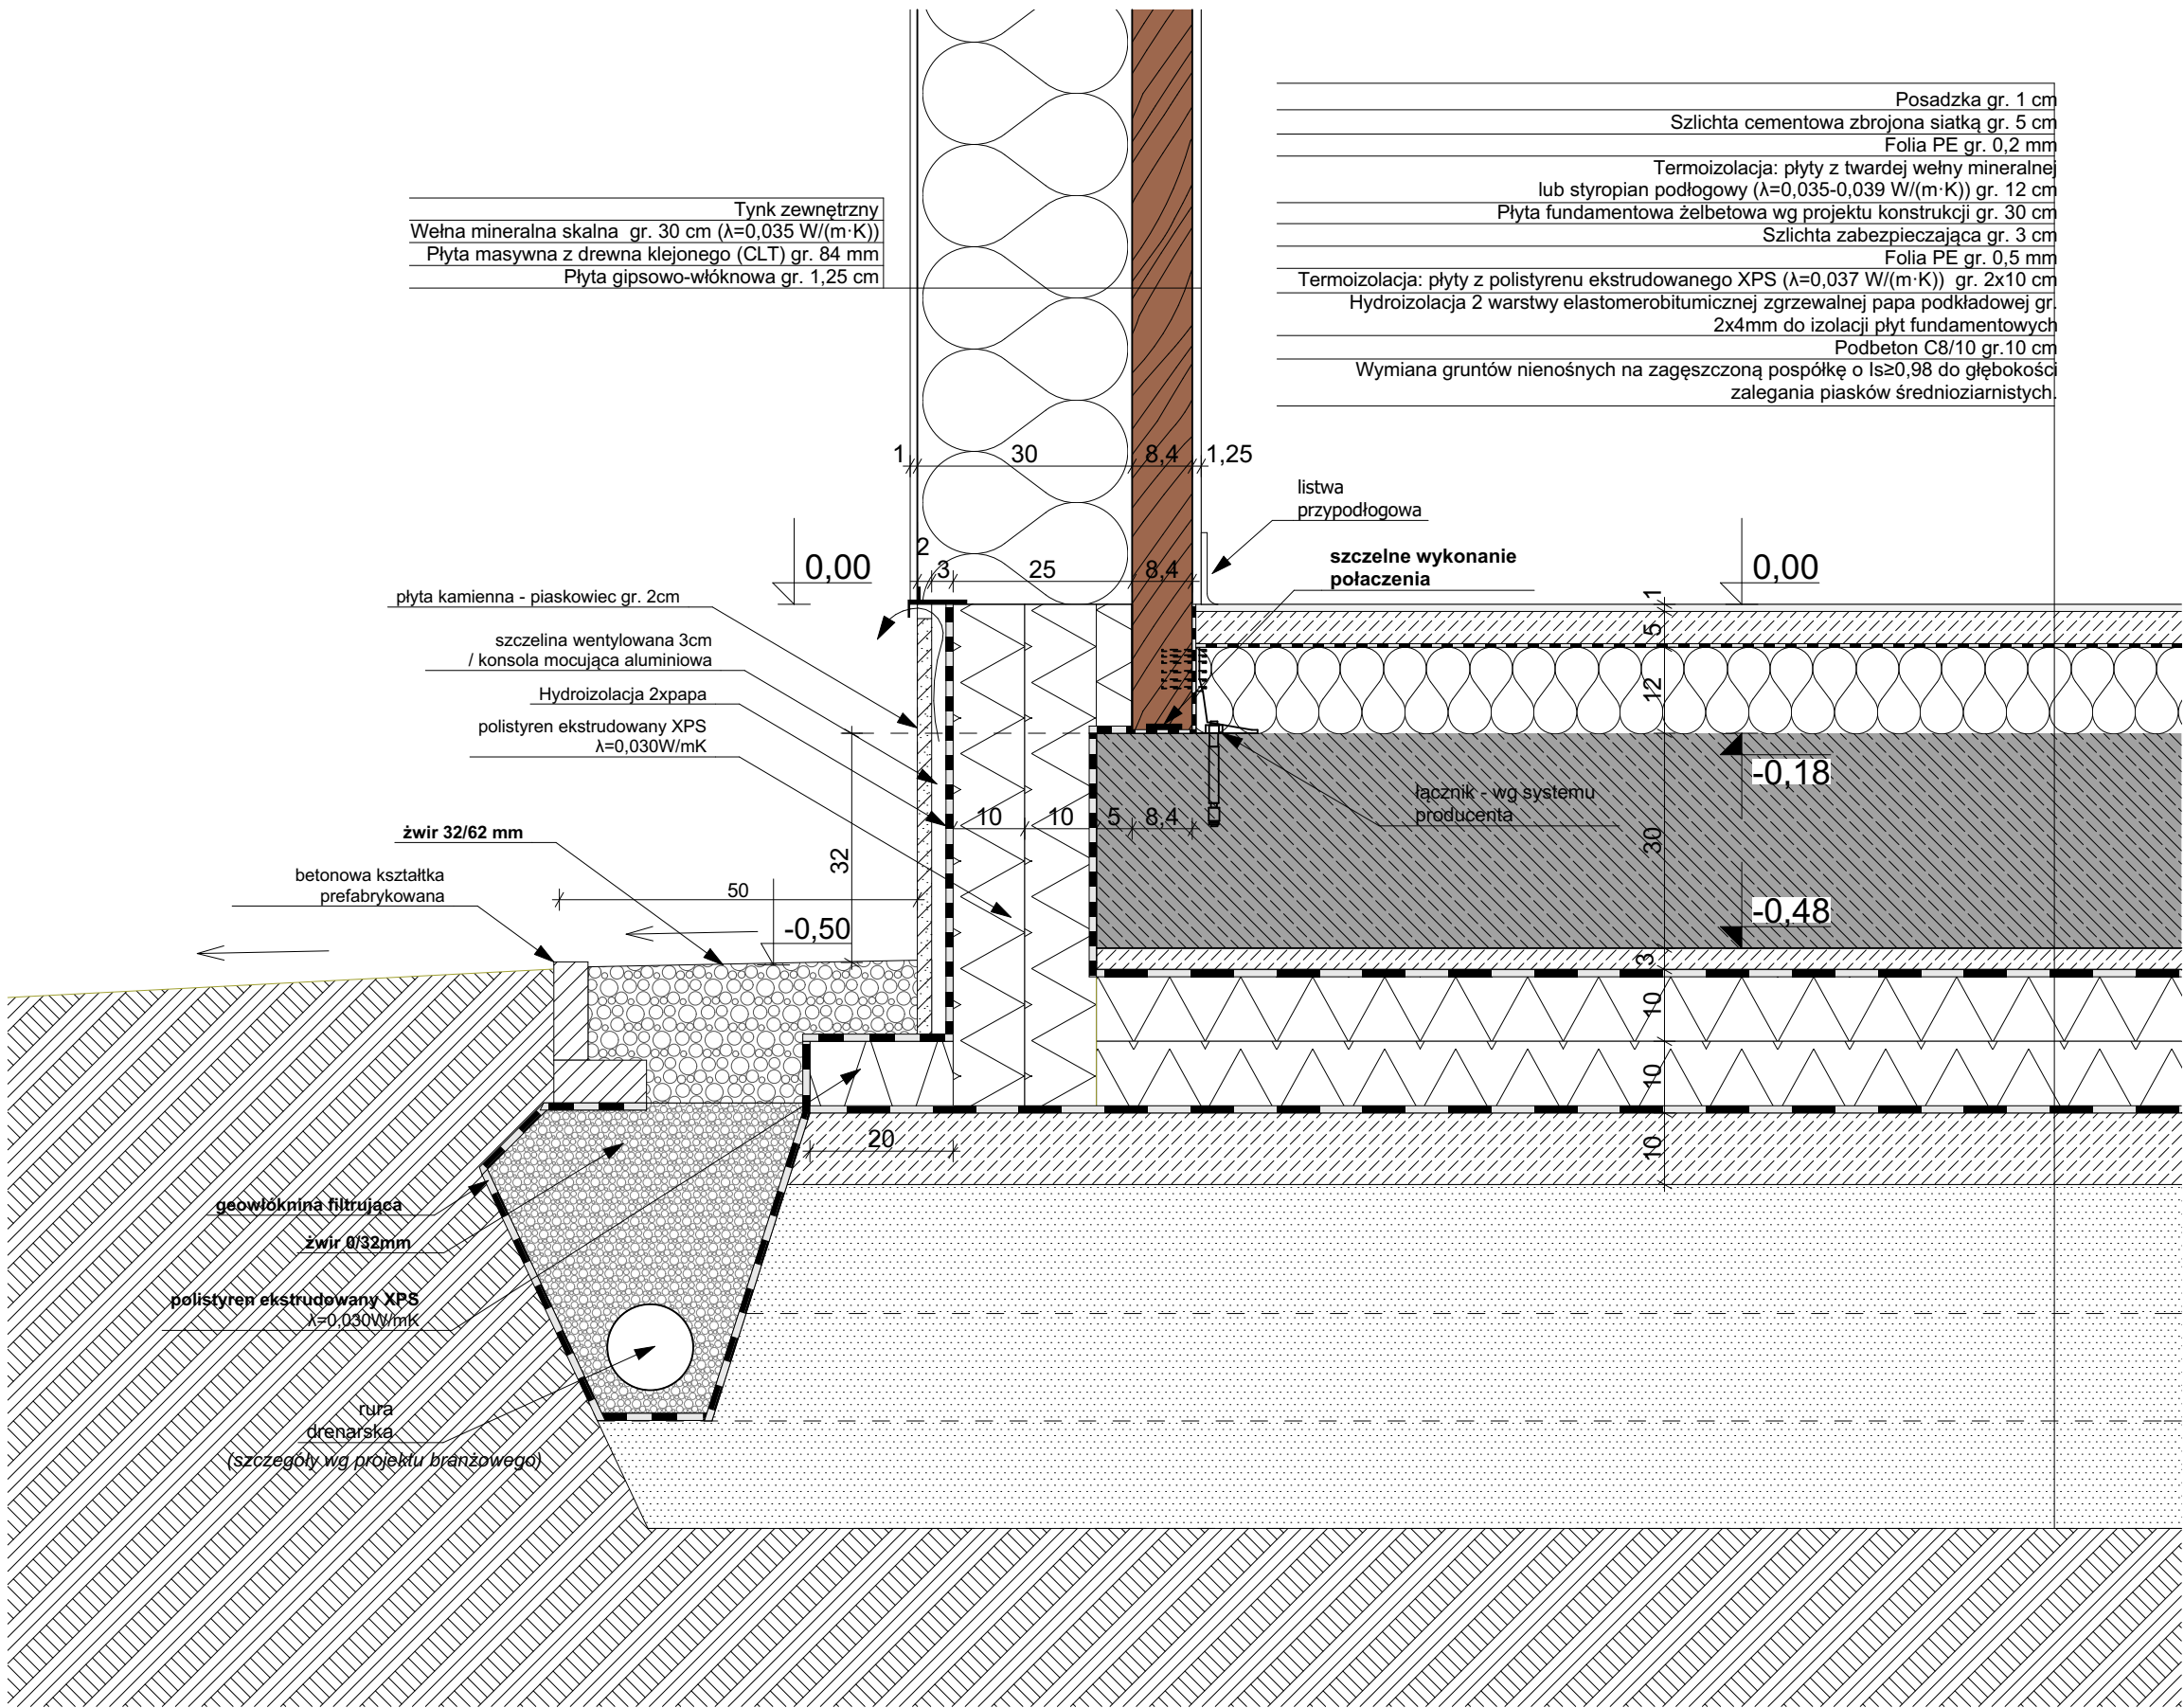 Posadzka gr. 1 cm
Szlichta cementowa zbrojona siatką gr. 5 cm
Folia PE gr. 0,2 mm
Termoizolacja: płyty z twardej wełny mineralnej
lub styropian podłogowy (λ=0,035-0,039 W/(m·K)) gr. 12 cm
Płyta fundamentowa żelbetowa wg projektu konstrukcji gr. 30 cm
Szlichta zabezpieczająca gr. 3 cm
Folia PE gr. 0,5 mm
Termoizolacja: płyty z polistyrenu ekstrudowanego XPS (λ=0,037 W/(m·K)) gr. 2x10 cm
Hydroizolacja 2 warstwy elastomerobitumicznej zgrzewalnej papa podkładowej gr.
2x4mm do izolacji płyt fundamentowych
Podbeton C8/10 gr.10 cm
Wymiana gruntów nienośnych na zagęszczoną pospółkę o Is≥0,98 do głębokości
zalegania piasków średnioziarnistych.
Tynk zewnętrzny
Wełna mineralna skalna gr. 30 cm (λ=0,035 W/(m·K))
Płyta masywna z drewna klejonego (CLT) gr. 84 mm
Płyta gipsowo-włóknowa gr. 1,25 cm
1 30 8,4 1,25
listwa
przypodłogowa
szczelne wykonanie
połaczenia
2
3 25 8,4
0,00
0,00
płyta kamienna - piaskowiec gr. 2cm
szczelina wentylowana 3cm
/ konsola mocująca aluminiowa
Hydroizolacja 2xpapa
polistyren ekstrudowany XPS
λ=0,030W/mK
1
5
12
30
3
10
10
10
-0,18
-0,48
łącznik - wg systemu
producenta
10 10 5 8,4
32
żwir 32/62 mm
betonowa kształtka
prefabrykowana
50
-0,50
20
geowłóknina filtrująca
żwir 0/32mm
polistyren ekstrudowany XPS
λ=0,030W/mK
rura
drenarska
(szczegóły wg projektu branżowego)